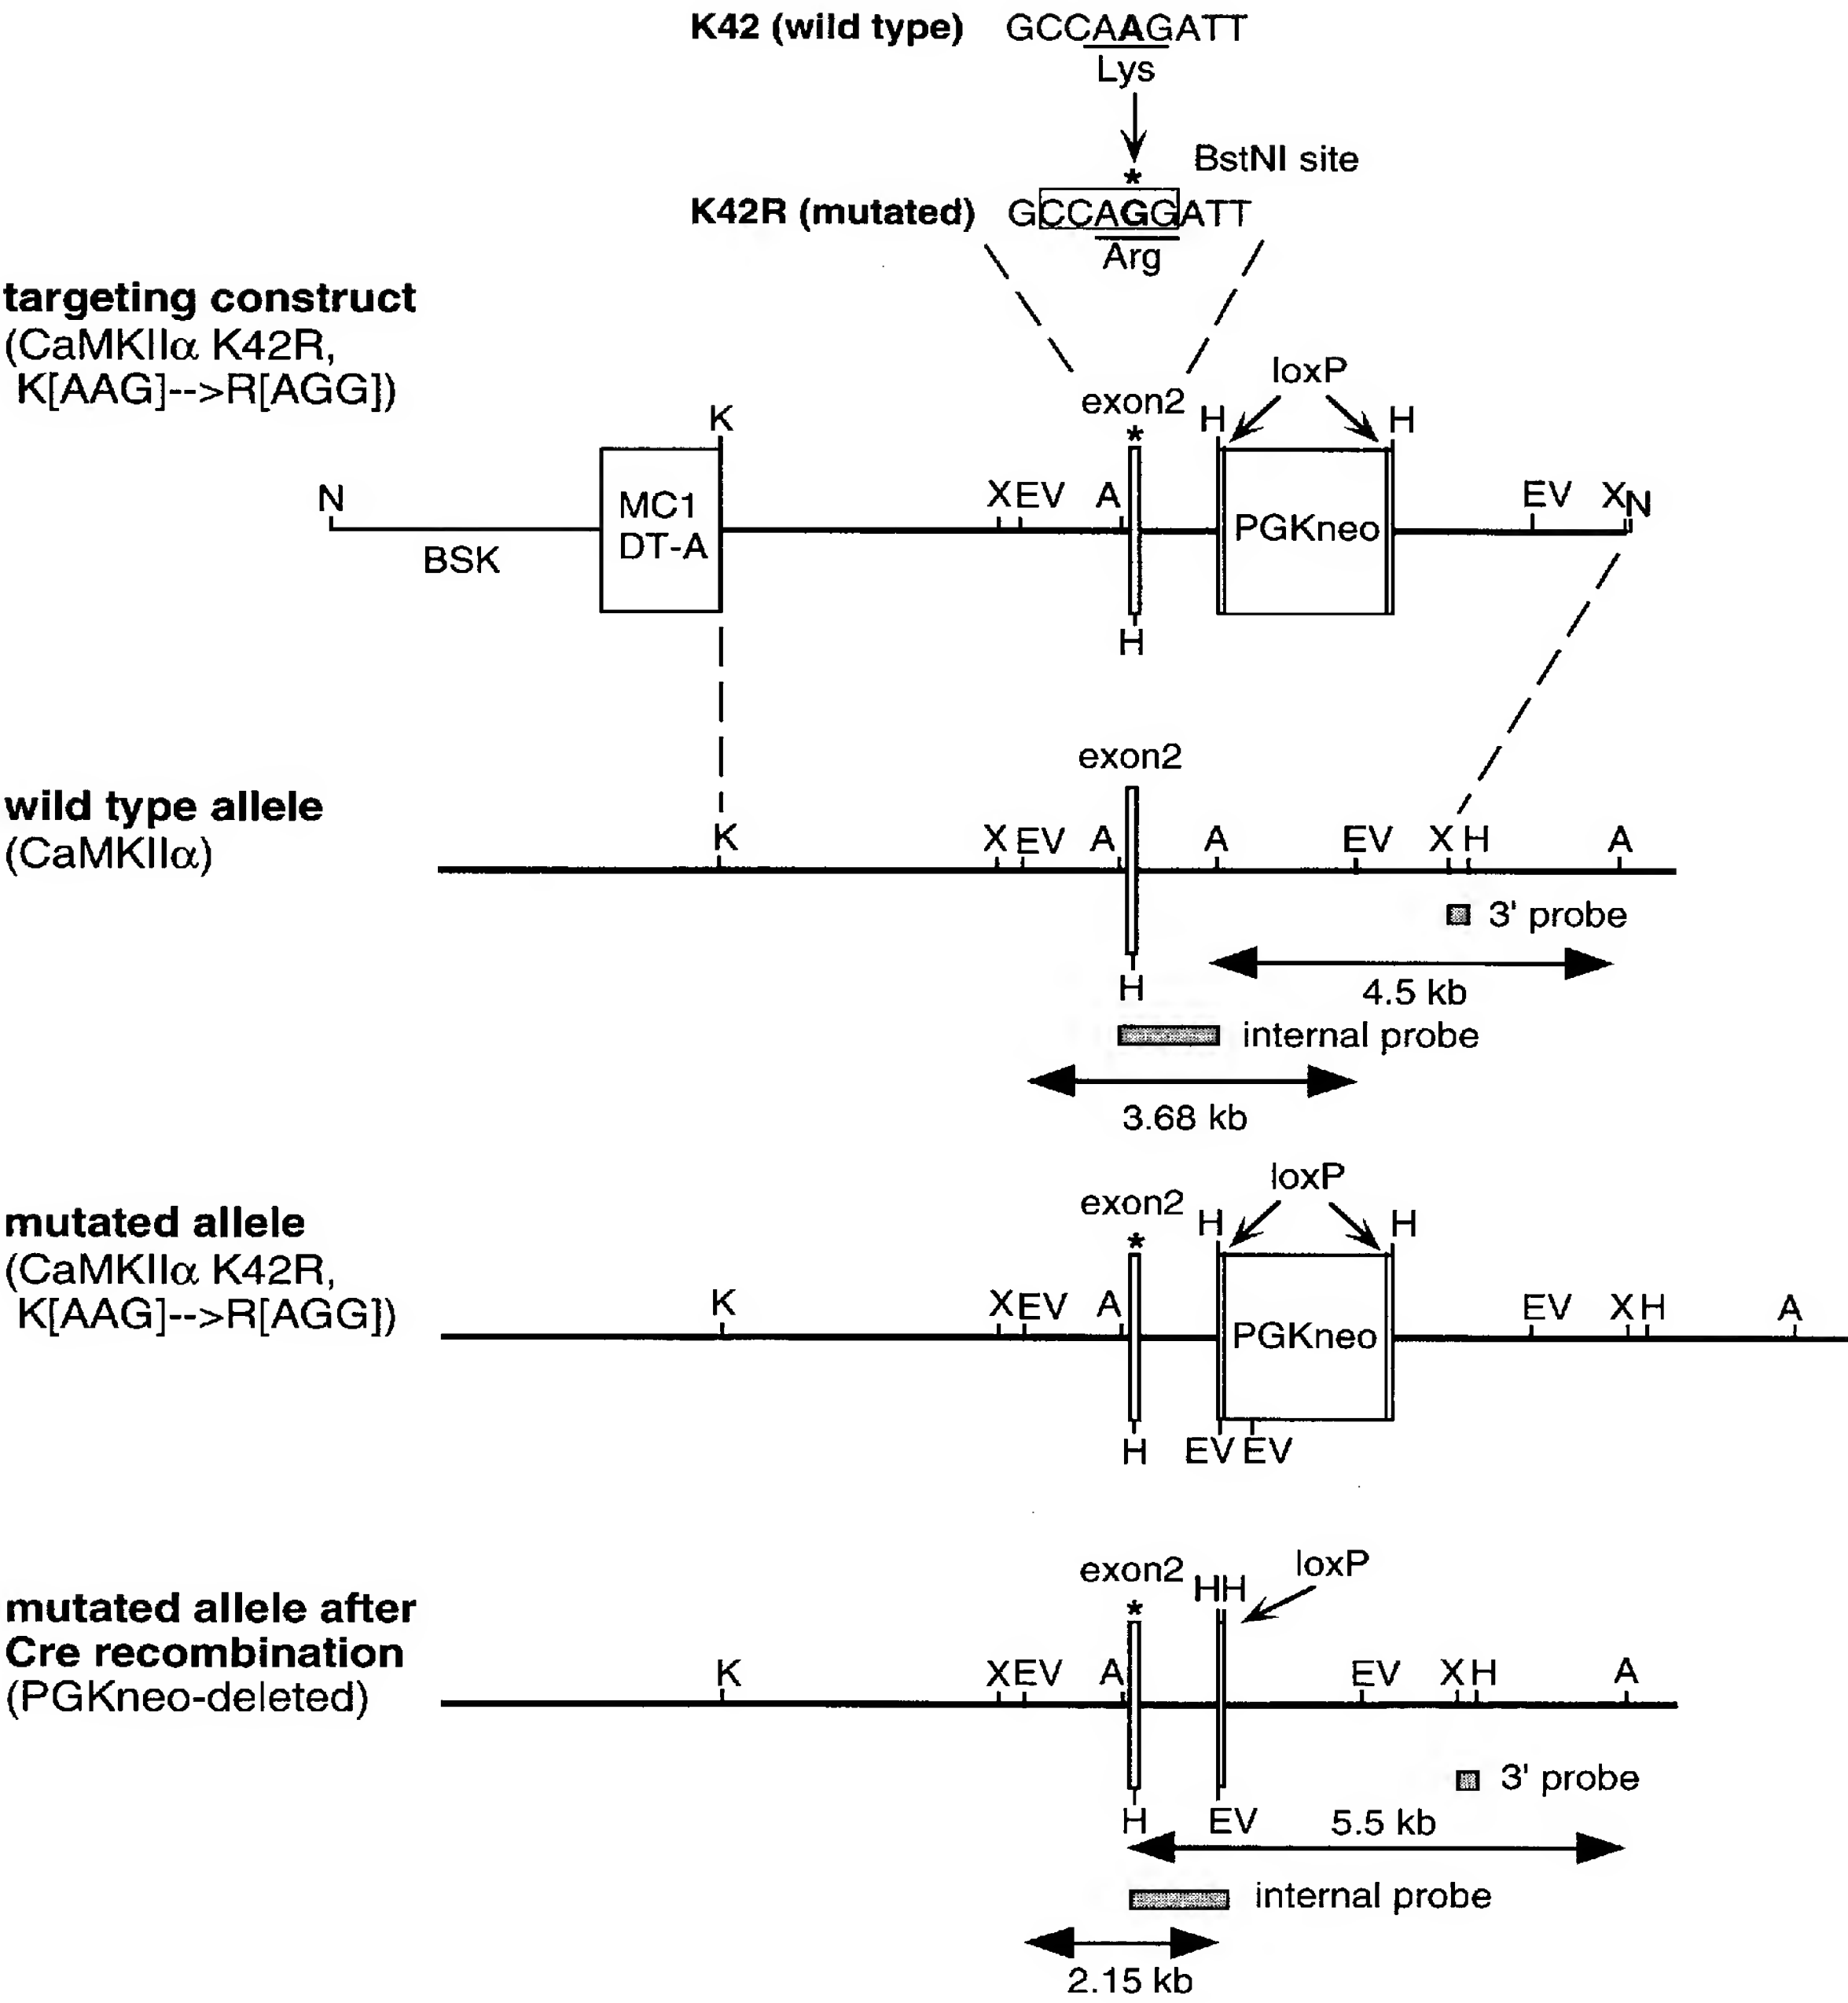 K42 (wild type) GCCAAGATT
Lys
BstNI site
*
K42R (mutated) GCCAGGATT
Arg
targeting construct
(CaMKIIα K42R,
K[AAG]-->R[AGG])
loxP
exon2
K * H H
N MC1 X EV A PGKneo EV X N
BSK DT-A
H
exon2
wild type allele
(CaMKIIα)
K X EV A A EV X H A
3' probe
H
4.5 kb
internal probe
3.68 kb
loxP
mutated allele
(CaMKIIα K42R,
K[AAG]-->R[AGG])
exon2
* H H
K X EV A PGKneo EV X H A
H EV EV
loxP
exon2 HH
*
mutated allele after
Cre recombination
(PGKneo-deleted)
K X EV A EV X H A
3' probe
H EV 5.5 kb
internal probe
2.15 kb